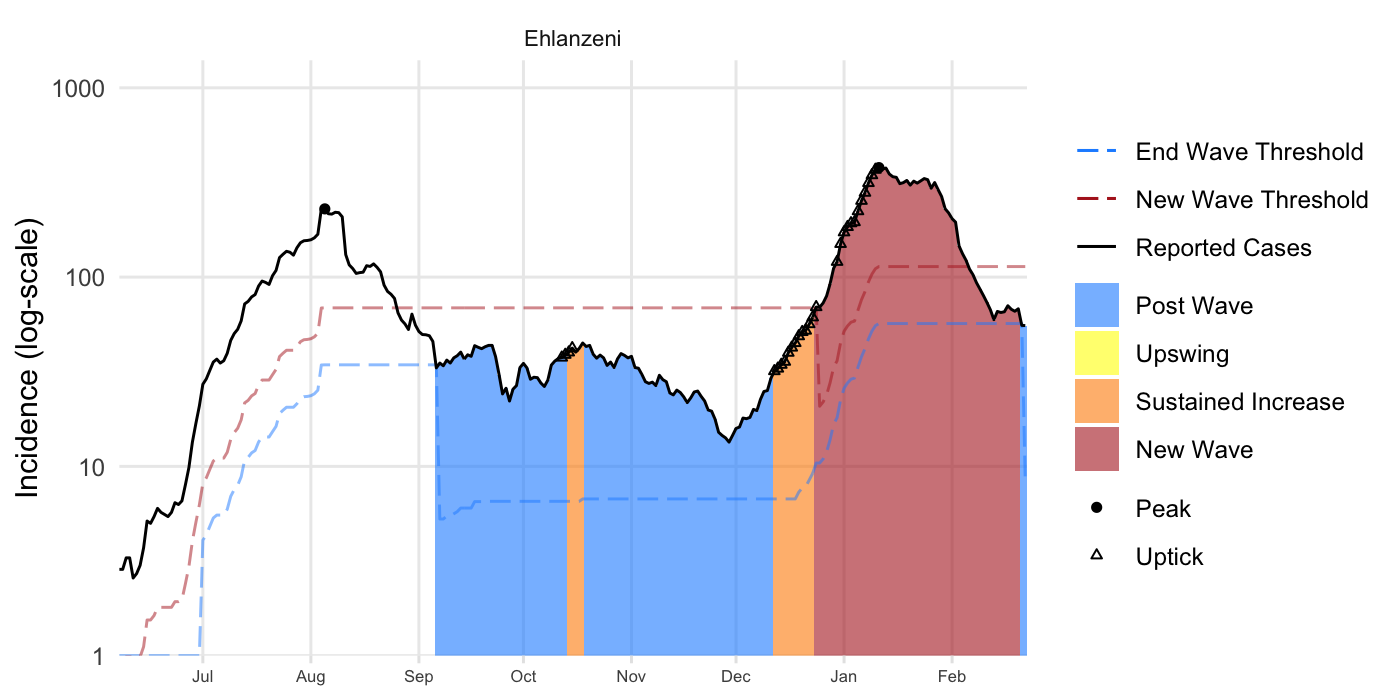 Ehlanzeni
Incidence (log-scale)
1000
100
10
1
Jul
Aug
Sep
Oct
Nov
Dec
Jan
Feb
End Wave Threshold
New Wave Threshold
Reported Cases
Post Wave
Upswing
Sustained Increase
New Wave
Peak
Uptick